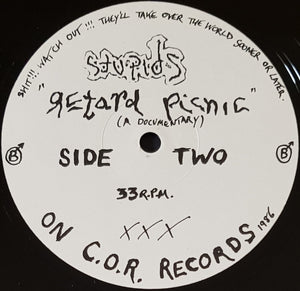 SHIT!!! WATCH OUT!!! THEY'LL TAKE OVER THE WORLD SOONER OR LATER.
STUPIDS
"RETARD PICNIC"
(A DOCUMENTARY)
B B
SIDE TWO
33 R.P.M.
XXX
ON C.O.R. RECORDS 1986